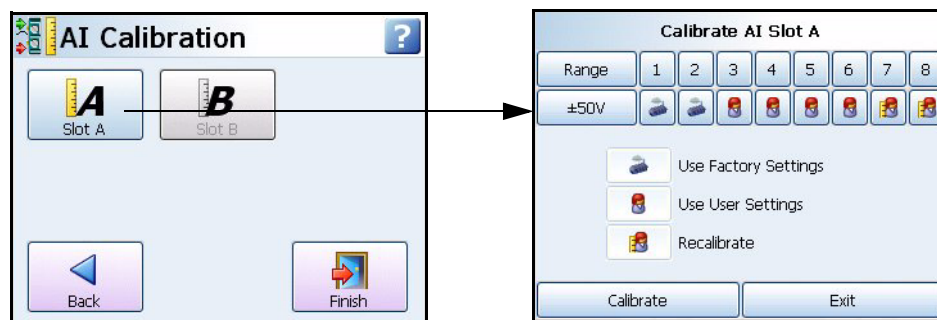 AI Calibration
?
A
Slot A
B
Slot B
Back
Finish
Calibrate AI Slot A
Range 1 2 3 4 5 6 7 8
±50V
Use Factory Settings
Use User Settings
Recalibrate
Calibrate Exit